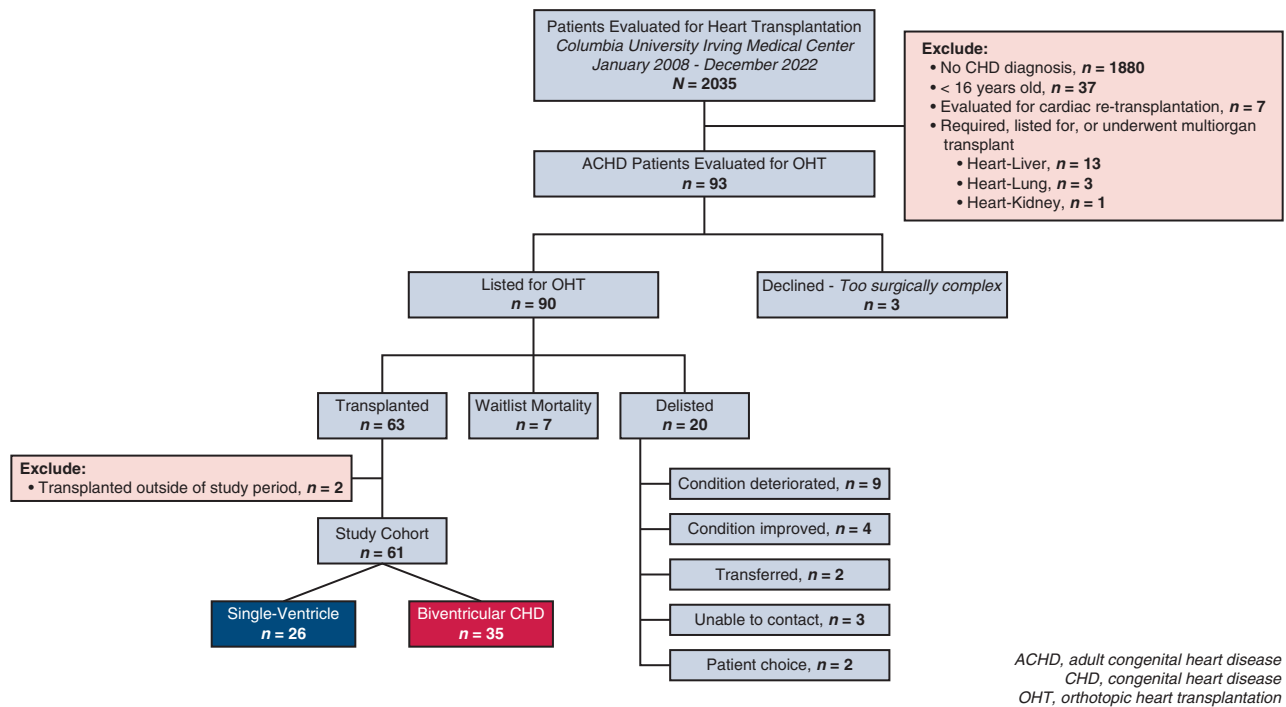 Patients Evaluated for Heart Transplantation
Columbia University Irving Medical Center
January 2008 - December 2022
N = 2035
Exclude:
• No CHD diagnosis, n = 1880
• < 16 years old, n = 37
• Evaluated for cardiac re-transplantation, n = 7
• Required, listed for, or underwent multiorgan
transplant
• Heart-Liver, n = 13
• Heart-Lung, n = 3
• Heart-Kidney, n = 1
ACHD Patients Evaluated for OHT
n = 93
Listed for OHT
n = 90
Declined - Too surgically complex
n = 3
Transplanted
n = 63
Waitlist Mortality
n = 7
Delisted
n = 20
Exclude:
• Transplanted outside of study period, n = 2
Study Cohort
n = 61
Single-Ventricle
n = 26
Biventricular CHD
n = 35
Condition deteriorated, n = 9
Condition improved, n = 4
Transferred, n = 2
Unable to contact, n = 3
Patient choice, n = 2
ACHD, adult congenital heart disease
CHD, congenital heart disease
OHT, orthotopic heart transplantation